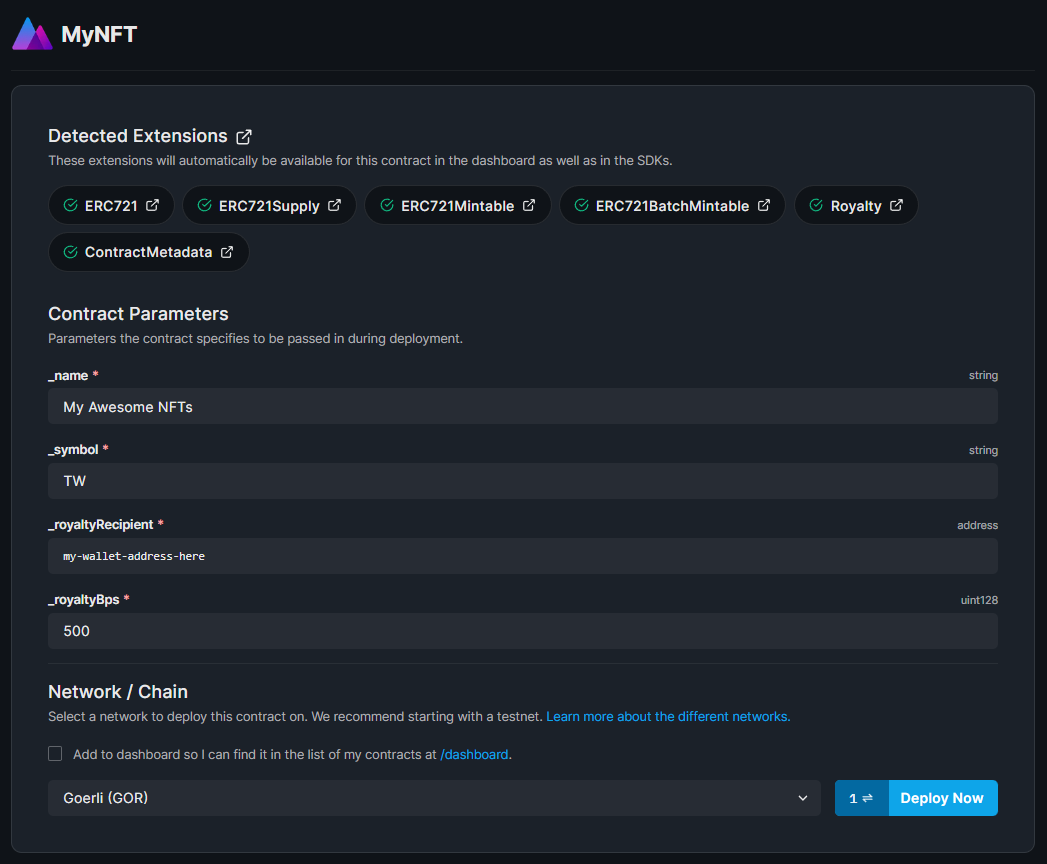 MyNFT
Detected Extensions
These extensions will automatically be available for this contract in the dashboard as well as in the SDKs.
ERC721 ERC721Supply ERC721Mintable ERC721BatchMintable Royalty
ContractMetadata
Contract Parameters
Parameters the contract specifies to be passed in during deployment.
_name * string
My Awesome NFTs
_symbol * string
TW
_royaltyRecipient * address
my-wallet-address-here
_royaltyBps * uint128
500
Network / Chain
Select a network to deploy this contract on. We recommend starting with a testnet. Learn more about the different networks.
Add to dashboard so I can find it in the list of my contracts at /dashboard.
Goerli (GOR) 1 ⇌ Deploy Now